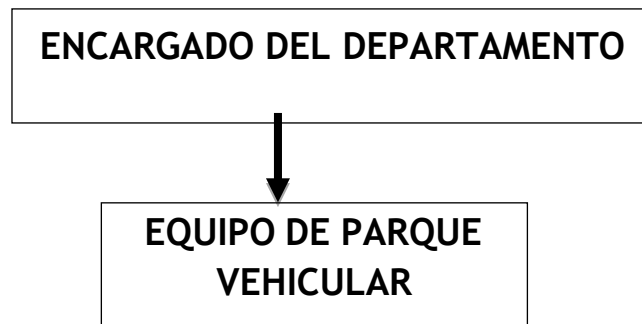 ENCARGADO DEL DEPARTAMENTO
EQUIPO DE PARQUE
VEHICULAR